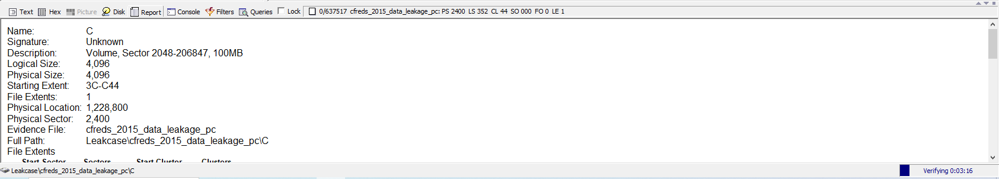 Text Hex Picture Disk Report Console Filters Queries Lock 0/637517 cfreds_2015_data_leakage_pc: PS 2400 LS 352 CL 44 SO 000 FO 0 LE 1
Name: C
Signature: Unknown
Description: Volume, Sector 2048-206847, 100MB
Logical Size: 4,096
Physical Size: 4,096
Starting Extent: 3C-C44
File Extents: 1
Physical Location: 1,228,800
Physical Sector: 2,400
Evidence File: cfreds_2015_data_leakage_pc
Full Path: Leakcase\cfreds_2015_data_leakage_pc\C
File Extents
Start Sector Sectors Start Cluster Clusters
Leakcase\cfreds_2015_data_leakage_pc\C Verifying 0:03:16